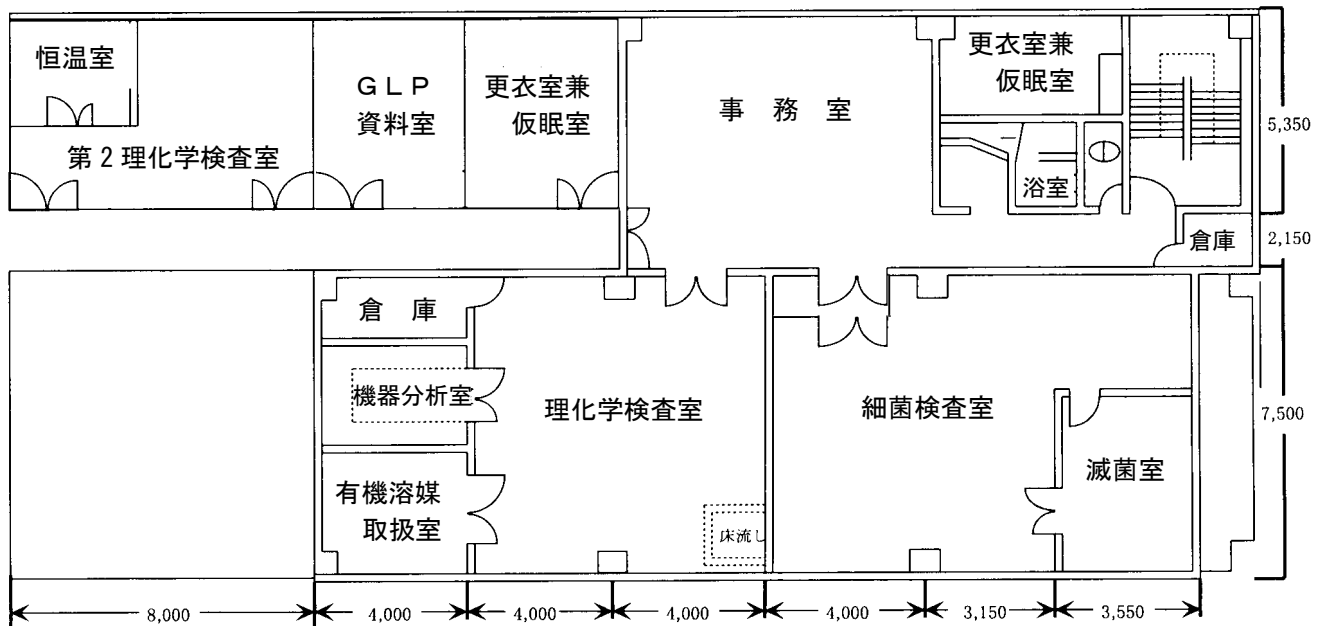 恒温室
GLP
資料室
更衣室兼
仮眠室
事 務 室
更衣室兼
仮眠室
5,350
第2理化学検査室
浴室
倉庫
2,150
倉 庫
機器分析室
理化学検査室
細菌検査室
7,500
滅菌室
有機溶媒
取扱室
床流し
8,000
4,000
4,000
4,000
4,000
3,150
3,550